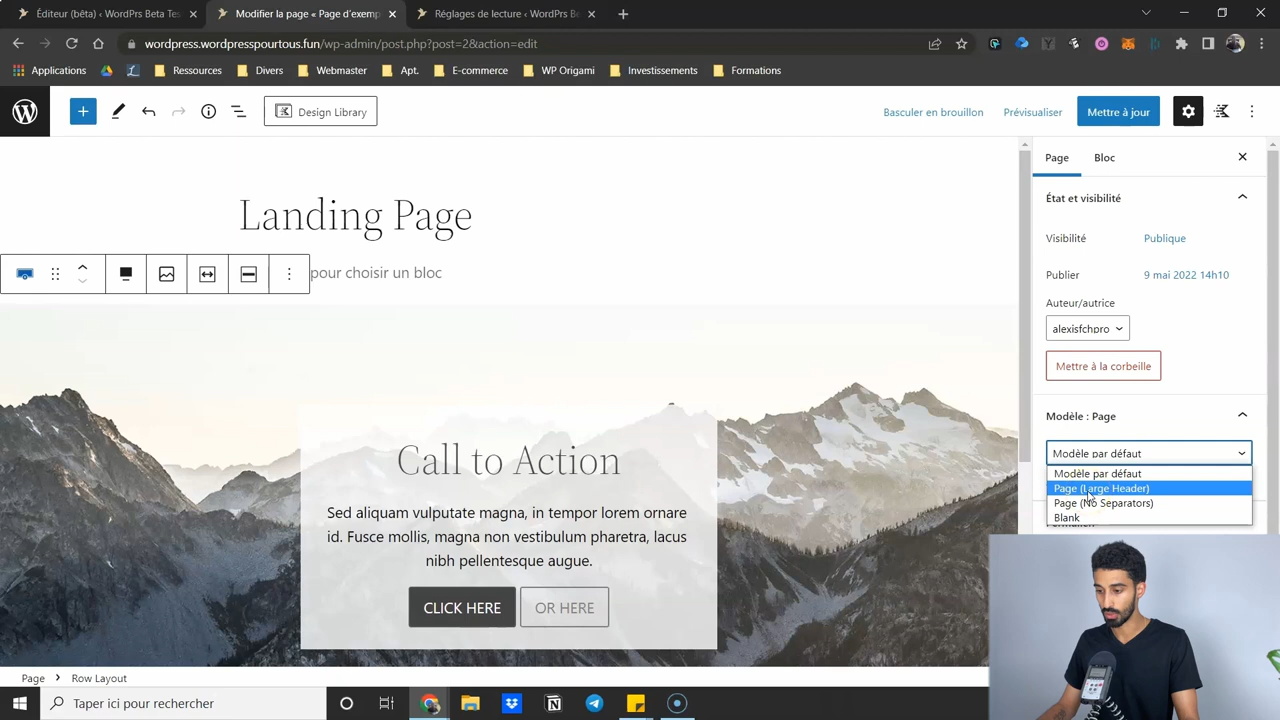 Éditeur (bêta) ‹ WordPrs Beta Tes
Modifier la page « Page d'exemp
Réglages de lecture ‹ WordPrs Be
wordpress.wordpresspourtous.fun/wp-admin/post.php?post=2&action=edit
Applications
Ressources
Divers
Webmaster
Apt.
E-commerce
WP Origami
Investissements
Formations
Design Library
Basculer en brouillon
Prévisualiser
Mettre à jour
Page
Bloc
État et visibilité
Visibilité
Publique
Publier
9 mai 2022 14h10
Auteur/autrice
alexisfchpro
Mettre à la corbeille
Modèle : Page
Modèle par défaut
Modèle par défaut
Page (Large Header)
Page (No Separators)
Blank
Landing Page
pour choisir un bloc
Call to Action
Sed aliquam vulputate magna, in tempor lorem ornare
id. Fusce mollis, magna non vestibulum pharetra, lacus
nibh pellentesque augue.
CLICK HERE
OR HERE
Page
Row Layout
Taper ici pour rechercher